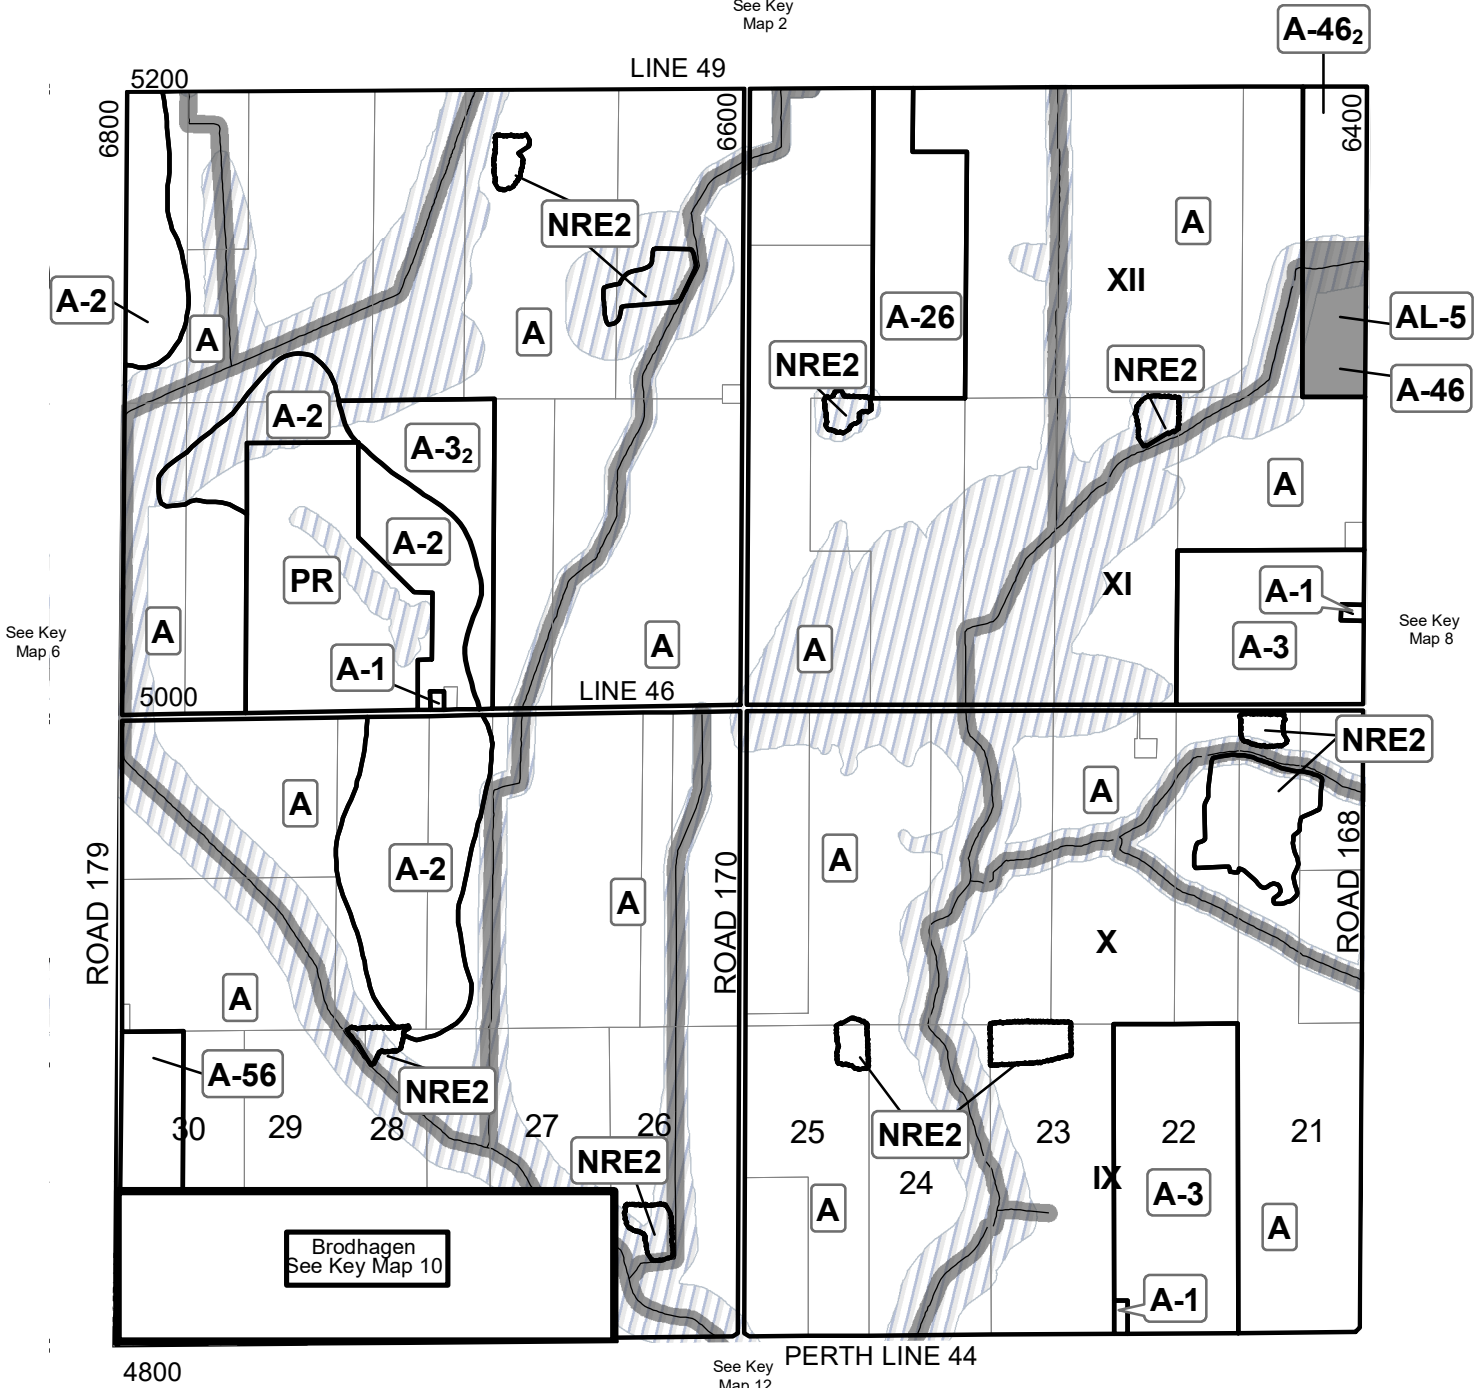 See Key
Map 2
A-46₂
5200
LINE 49
6800
6600
6400
NRE2
A
A-2
A
A
XII
A-26
AL-5
NRE2
NRE2
A-46
A-2
A-3₂
A
A-2
PR
XI
A-1
See Key
Map 6
A
A
A
A-3
See Key
Map 8
A-1
5000
LINE 46
NRE2
A
A
A
A-2
A
ROAD 179
ROAD 170
ROAD 168
X
A
A-56
NRE2
30
29
28
27
26
25
NRE2
24
23
22
21
NRE2
IX
A-3
A
A
Brodhagen
See Key Map 10
A-1
PERTH LINE 44
4800
See Key
Map 12